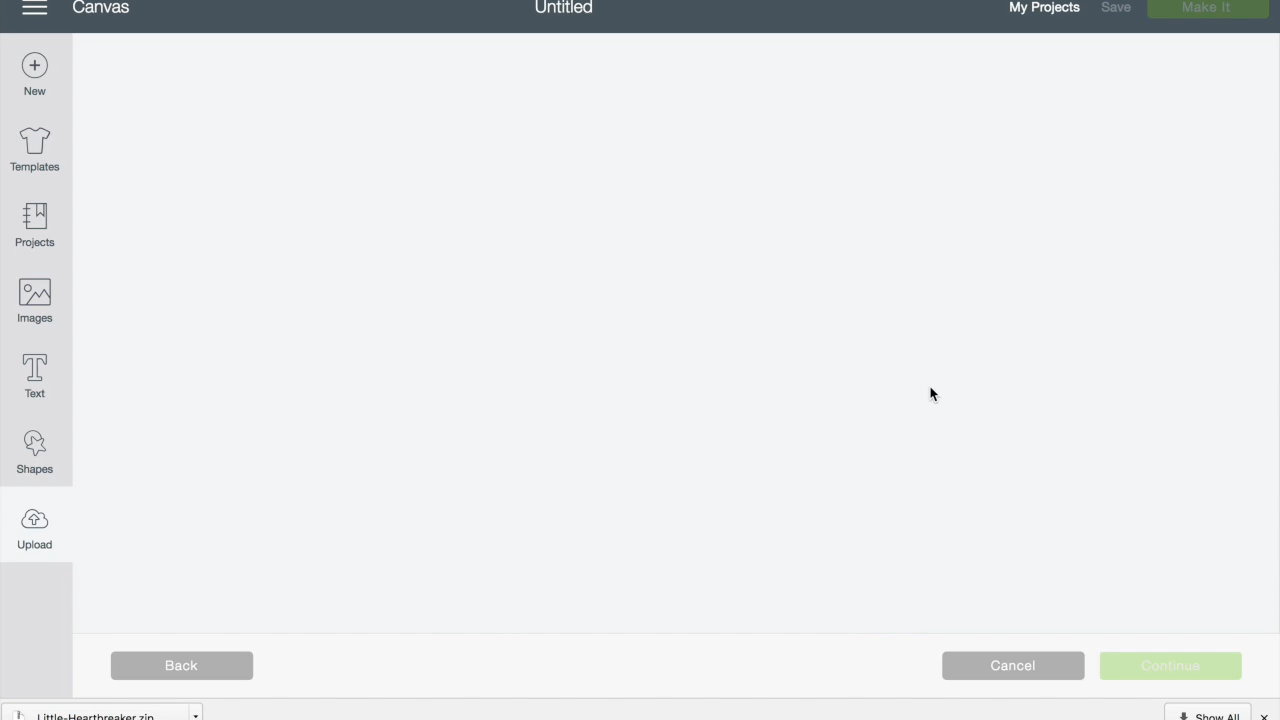 Canvas
Untitled
My Projects
Save
Make It
New
Templates
Projects
Images
Text
Shapes
Upload
Back
Cancel
Continue
Little-Hearthbreaker.zip
Show All